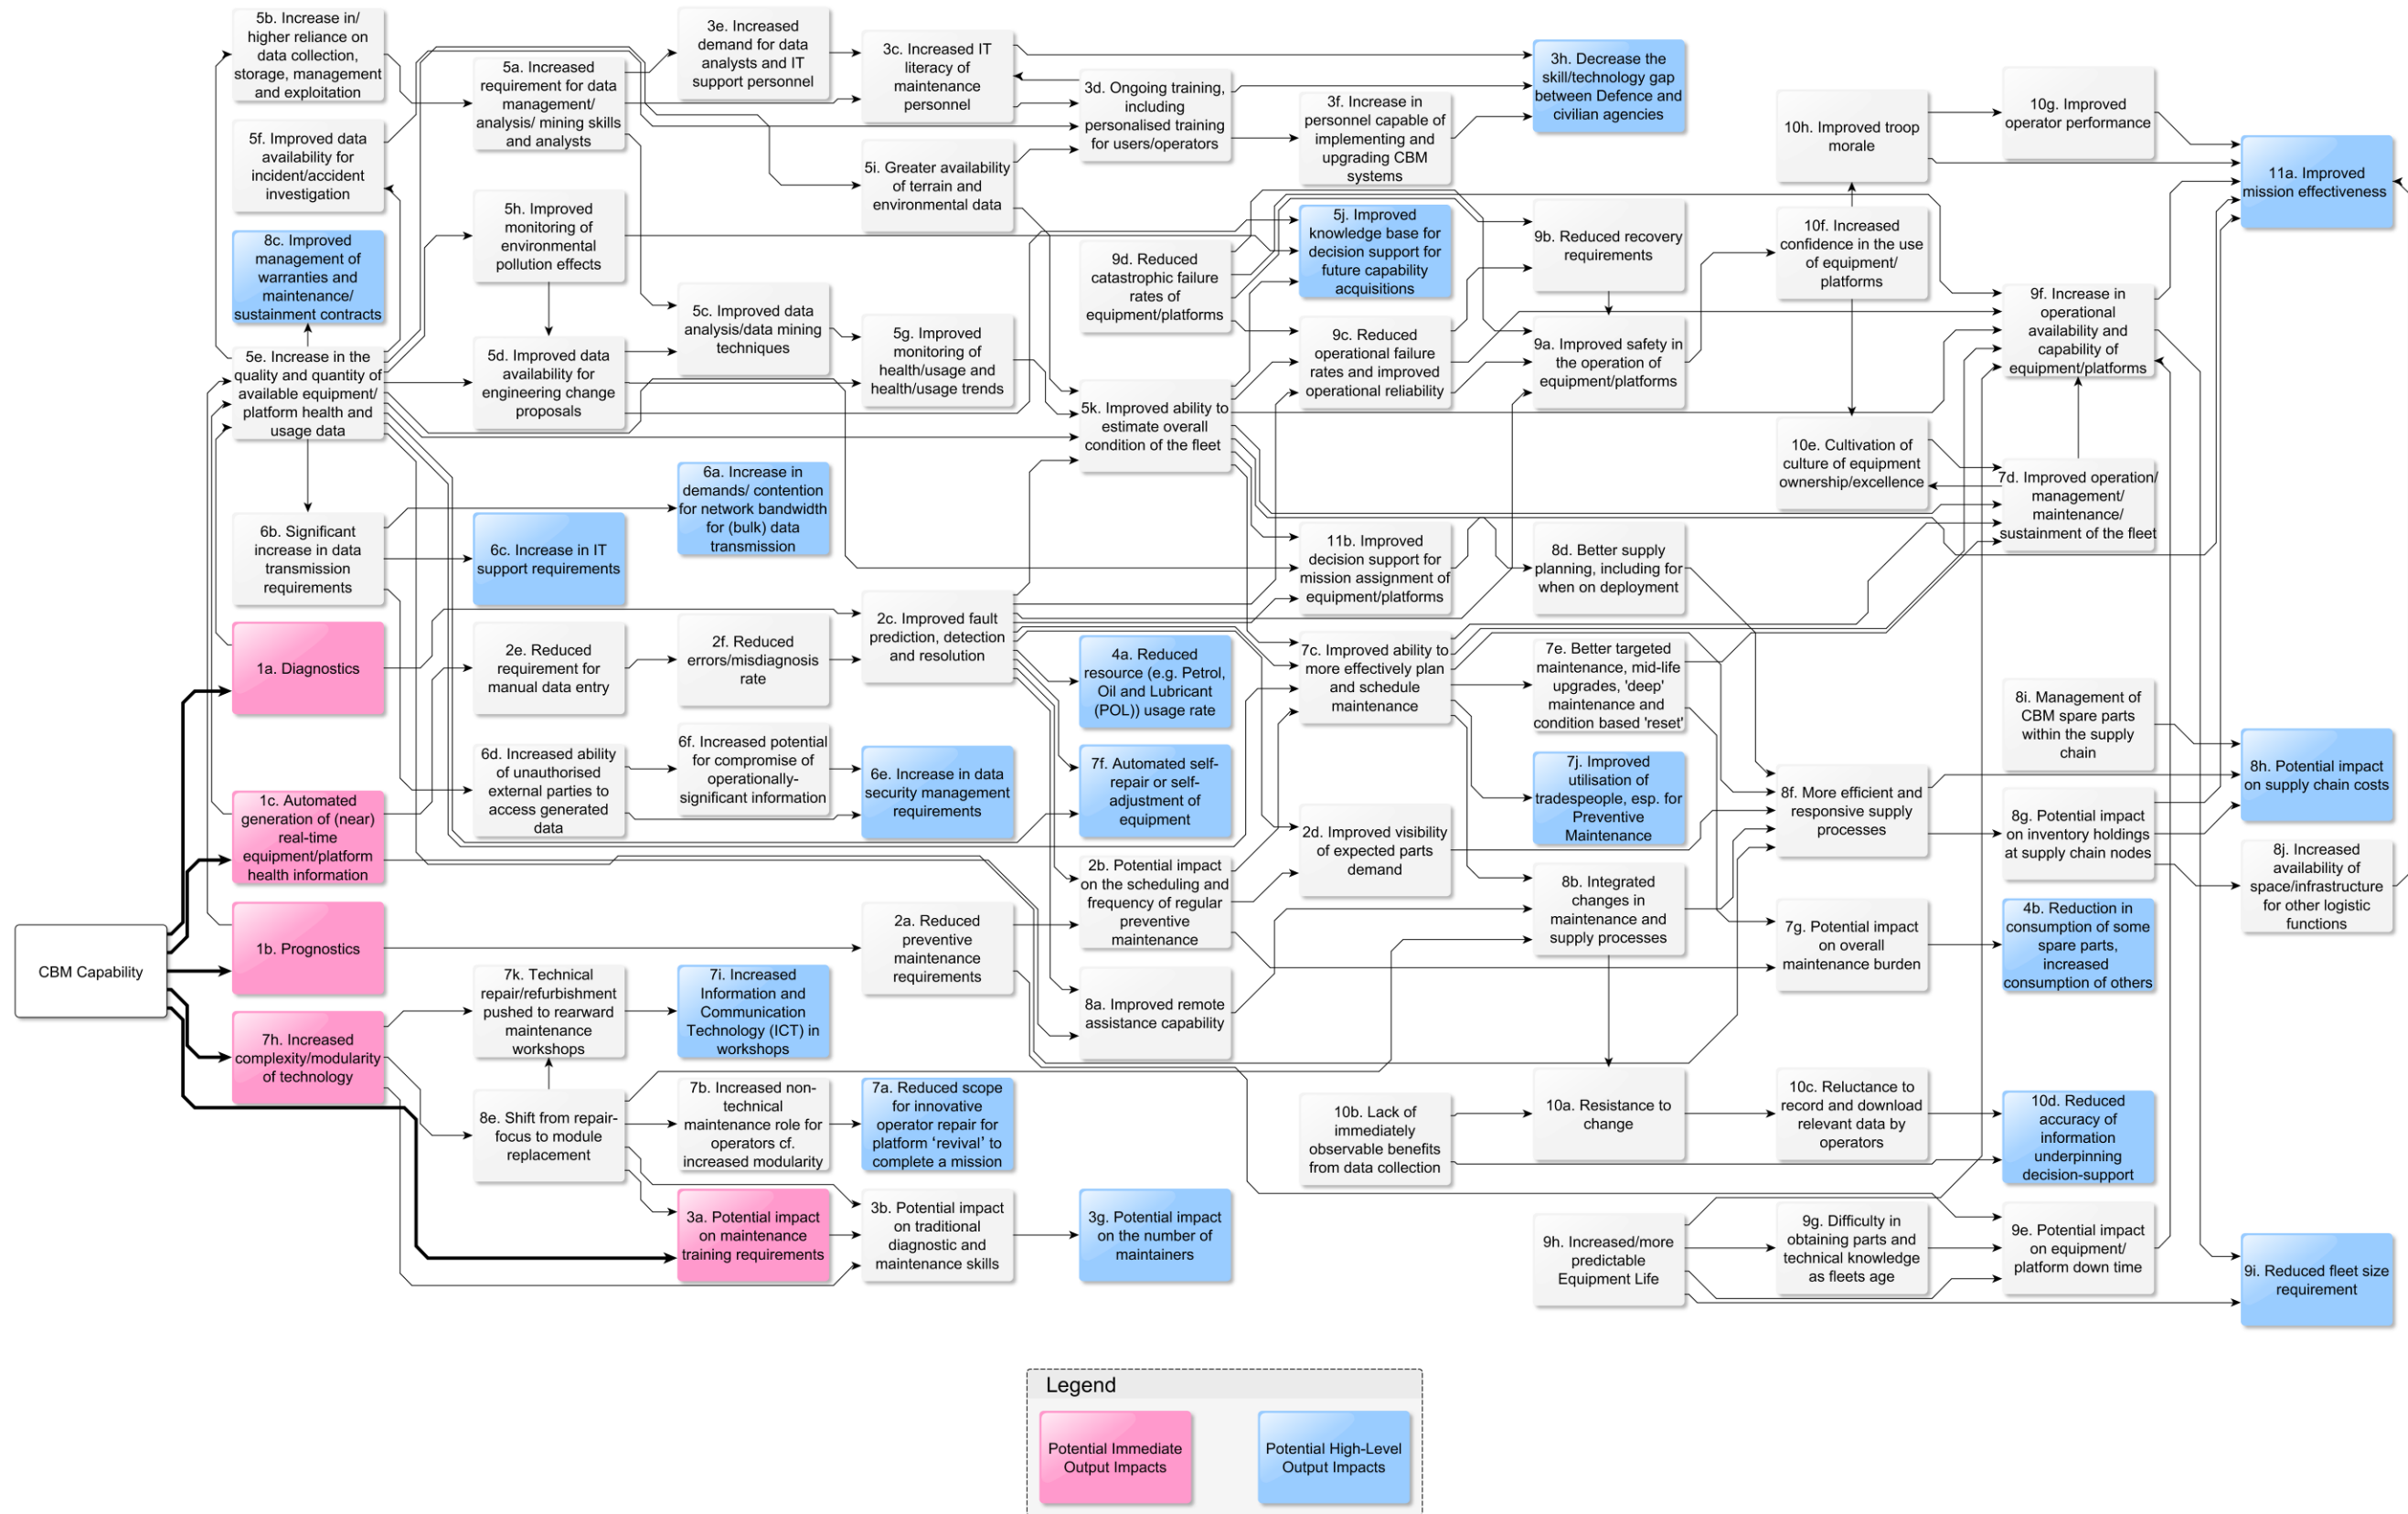 5b. Increase in/
higher reliance on
data collection,
storage, management
and exploitation
5f. Improved data
availability for
incident/accident
investigation
8c. Improved
management of
warranties and
maintenance/
sustainment contracts
5e. Increase in the
quality and quantity of
available equipment/
platform health and
usage data
6b. Significant
increase in data
transmission
requirements
1a. Diagnostics
1c. Automated
generation of (near)
real-time
equipment/platform
health information
1b. Prognostics
CBM Capability
7h. Increased
complexity/modularity
of technology
5a. Increased
requirement for data
management/
analysis/ mining skills
and analysts
5h. Improved
monitoring of
environmental
pollution effects
5d. Improved data
availability for
engineering change
proposals
6c. Increase in IT
support requirements
2e. Reduced
requirement for
manual data entry
6d. Increased ability
of unauthorised
external parties to
access generated
data
7k. Technical
repair/refurbishment
pushed to rearward
maintenance
workshops
8e. Shift from repair-
focus to module
replacement
3e. Increased
demand for data
analysts and IT
support personnel
5c. Improved data
analysis/data mining
techniques
6a. Increase in
demands/ contention
for network bandwidth
for (bulk) data
transmission
2f. Reduced
errors/misdiagnosis
rate
6f. Increased potential
for compromise of
operationally-
significant information
7i. Increased
Information and
Communication
Technology (ICT) in
workshops
7b. Increased non-
technical
maintenance role for
operators cf.
increased modularity
3a. Potential impact
on maintenance
training requirements
3c. Increased IT
literacy of
maintenance
personnel
5i. Greater availability
of terrain and
environmental data
5g. Improved
monitoring of
health/usage and
health/usage trends
2c. Improved fault
prediction, detection
and resolution
6e. Increase in data
security management
requirements
2a. Reduced
preventive
maintenance
requirements
7a. Reduced scope
for innovative
operator repair for
platform ‘revival’ to
complete a mission
3b. Potential impact
on traditional
diagnostic and
maintenance skills
3d. Ongoing training,
including
personalised training
for users/operators
9d. Reduced
catastrophic failure
rates of
equipment/platforms
5k. Improved ability to
estimate overall
condition of the fleet
4a. Reduced
resource (e.g. Petrol,
Oil and Lubricant
(POL)) usage rate
7f. Automated self-
repair or self-
adjustment of
equipment
2b. Potential impact
on the scheduling and
frequency of regular
preventive
maintenance
8a. Improved remote
assistance capability
3g. Potential impact
on the number of
maintainers
3f. Increase in
personnel capable of
implementing and
upgrading CBM
systems
5j. Improved
knowledge base for
decision support for
future capability
acquisitions
9c. Reduced
operational failure
rates and improved
operational reliability
11b. Improved
decision support for
mission assignment of
equipment/platforms
7c. Improved ability to
more effectively plan
and schedule
maintenance
2d. Improved visibility
of expected parts
demand
10b. Lack of
immediately
observable benefits
from data collection
3h. Decrease the
skill/technology gap
between Defence and
civilian agencies
9b. Reduced recovery
requirements
9a. Improved safety in
the operation of
equipment/platforms
8d. Better supply
planning, including for
when on deployment
7e. Better targeted
maintenance, mid-life
upgrades, 'deep'
maintenance and
condition based 'reset'
7j. Improved
utilisation of
tradespeople, esp. for
Preventive
Maintenance
8b. Integrated
changes in
maintenance and
supply processes
10a. Resistance to
change
9h. Increased/more
predictable
Equipment Life
10h. Improved troop
morale
10f. Increased
confidence in the use
of equipment/
platforms
10e. Cultivation of
culture of equipment
ownership/excellence
8f. More efficient and
responsive supply
processes
7g. Potential impact
on overall
maintenance burden
10c. Reluctance to
record and download
relevant data by
operators
9g. Difficulty in
obtaining parts and
technical knowledge
as fleets age
10g. Improved
operator performance
9f. Increase in
operational
availability and
capability of
equipment/platforms
7d. Improved operation/
management/
maintenance/
sustainment of the fleet
8i. Management of
CBM spare parts
within the supply
chain
8g. Potential impact
on inventory holdings
at supply chain nodes
4b. Reduction in
consumption of some
spare parts,
increased
consumption of others
10d. Reduced
accuracy of
information
underpinning
decision-support
9e. Potential impact
on equipment/
platform down time
11a. Improved
mission effectiveness
8h. Potential impact
on supply chain costs
8j. Increased
availability of
space/infrastructure
for other logistic
functions
9i. Reduced fleet size
requirement
Legend
Potential Immediate
Output Impacts
Potential High-Level
Output Impacts